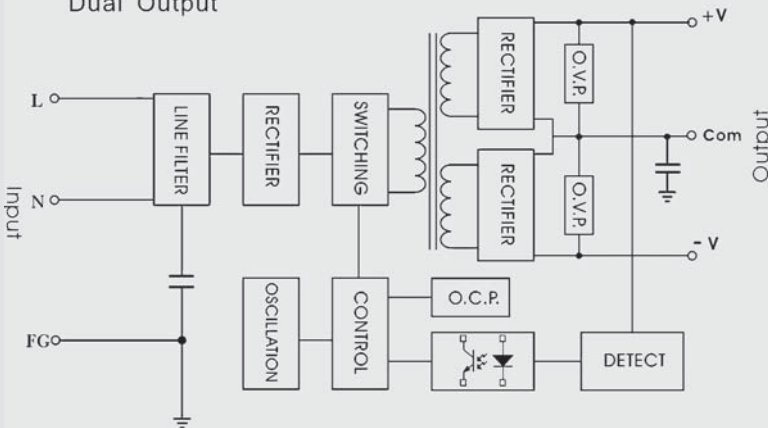 Dual Output
+V
RECTIFIER
O.V.P.
L
LINE FILTER
RECTIFIER
SWITCHING
Com
Output
RECTIFIER
O.V.P.
Input
N
- V
OSCILLATION
CONTROL
O.C.P.
FG
DETECT